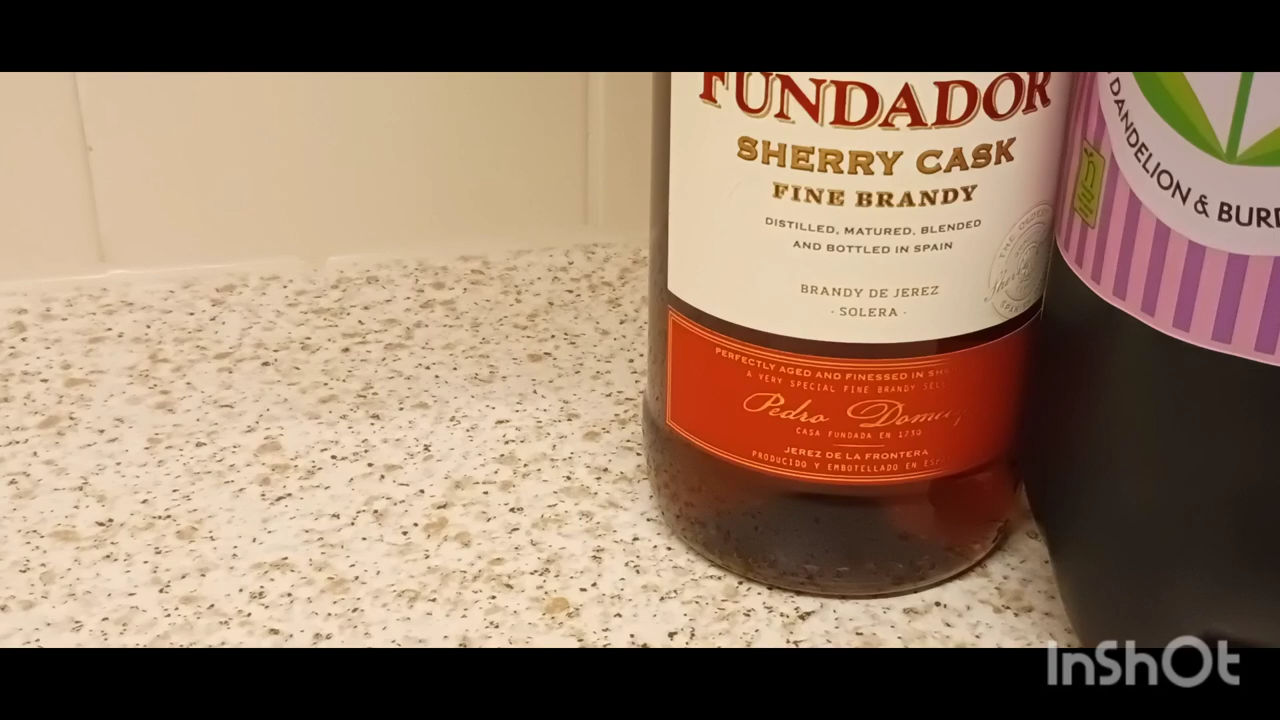 FUNDADOR
SHERRY CASK
FINE BRANDY
DISTILLED, MATURED, BLENDED
AND BOTTLED IN SPAIN
BRANDY DE JEREZ
· SOLERA ·
PERFECTLY AGED AND FINESSED IN
A VERY SPECIAL FINE BRANDY
Pedro
CASA FUNDADA EN 1730
JEREZ DE LA FRONTERA
PRODUCIDO Y EMBOTELLADO EN
DANDELION &
InShOt